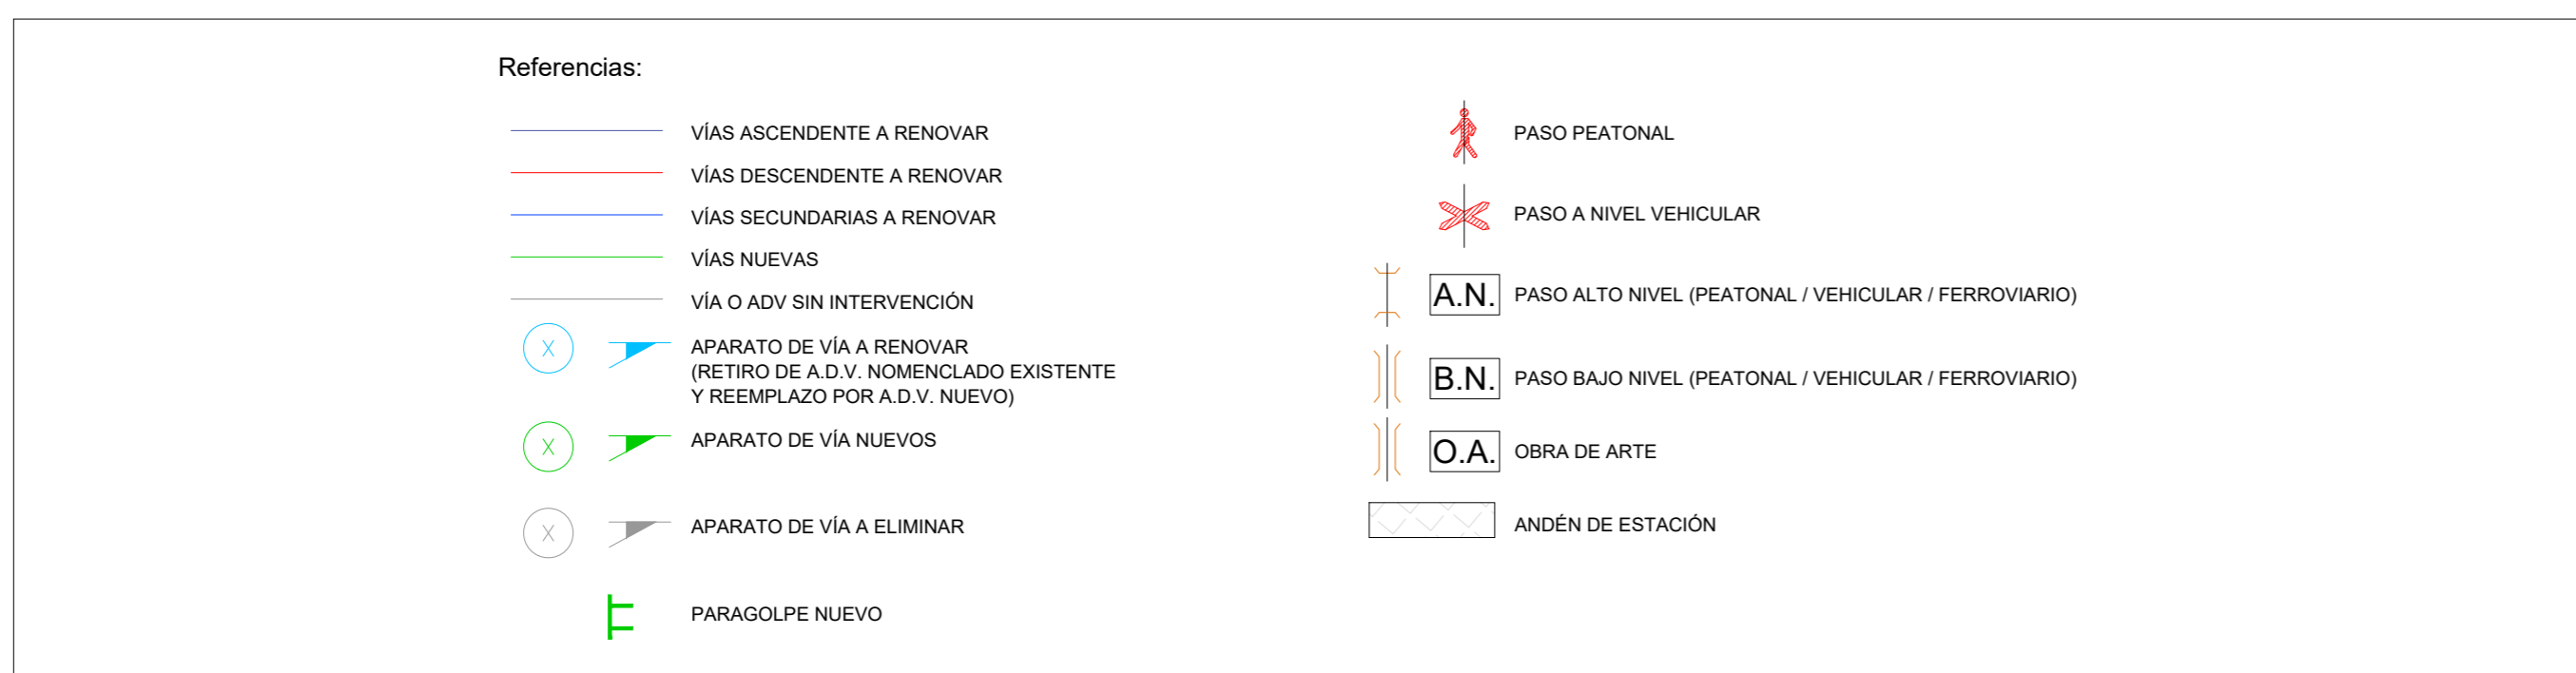 Referencias:
VÍAS ASCENDENTE A RENOVAR
VÍAS DESCENDENTE A RENOVAR
VÍAS SECUNDARIAS A RENOVAR
VÍAS NUEVAS
VÍA O ADV SIN INTERVENCIÓN
X APARATO DE VÍA A RENOVAR
(RETIRO DE A.D.V. NOMENCLADO EXISTENTE
Y REEMPLAZO POR A.D.V. NUEVO)
X APARATO DE VÍA NUEVOS
X APARATO DE VÍA A ELIMINAR
PARAGOLPE NUEVO
PASO PEATONAL
PASO A NIVEL VEHICULAR
A.N. PASO ALTO NIVEL (PEATONAL / VEHICULAR / FERROVIARIO)
B.N. PASO BAJO NIVEL (PEATONAL / VEHICULAR / FERROVIARIO)
O.A. OBRA DE ARTE
ANDÉN DE ESTACIÓN